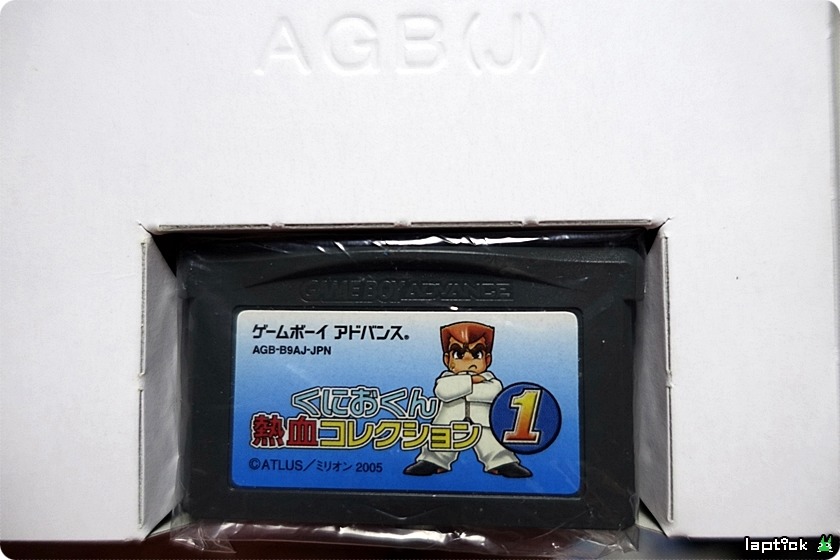 AGB(J)
GAME BOY ADVANCE
ゲームボーイ アドバンス®
AGB-B9AJ-JPN
くにおくん
熱血コレクション 1
©ATLUS/ミリオン 2005
laptick